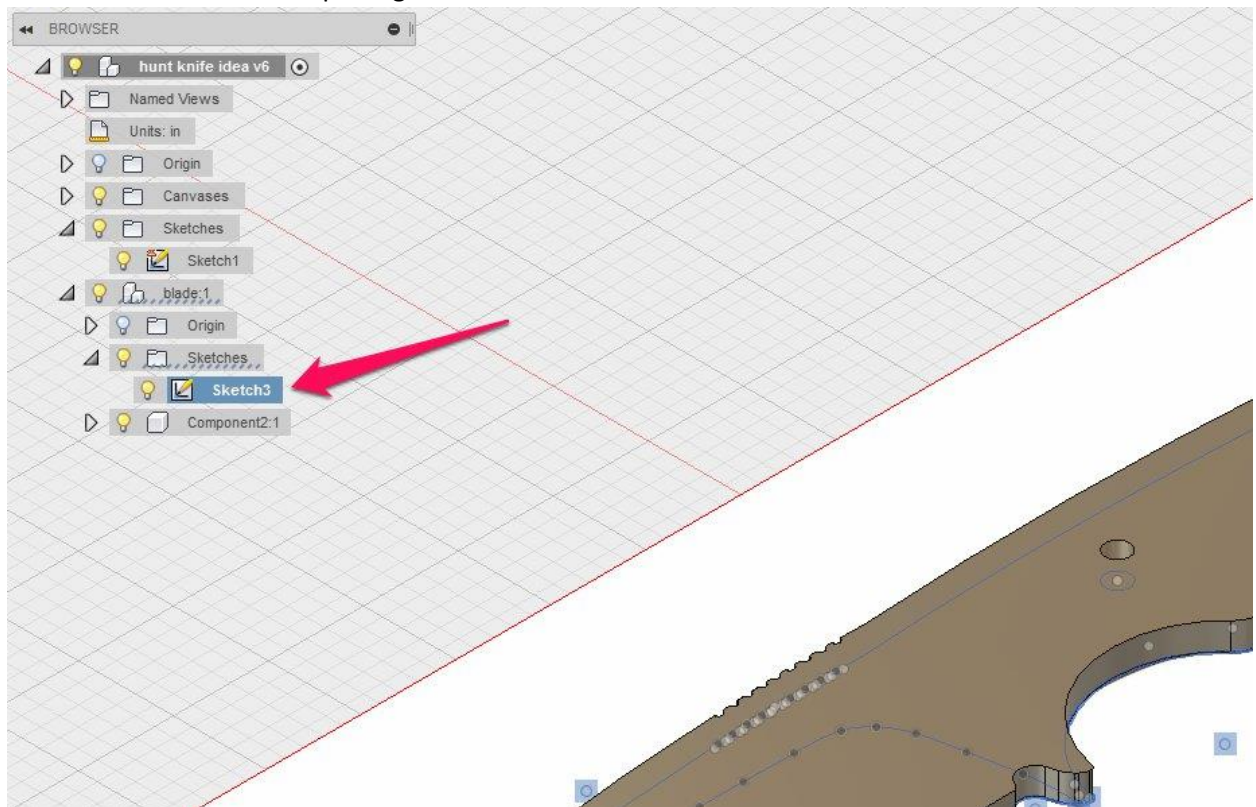 BROWSER
hunt knife idea v6
Named Views
Units: in
Origin
Canvases
Sketches
Sketch1
blade:1
Origin
Sketches
Sketch3
Component2:1